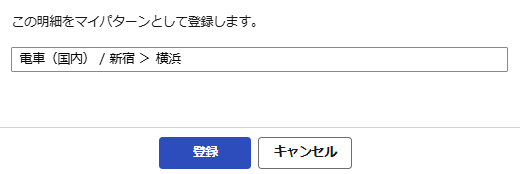 この明細をマイパターンとして登録します。
電車（国内） / 新宿 ＞ 横浜
登録
キャンセル